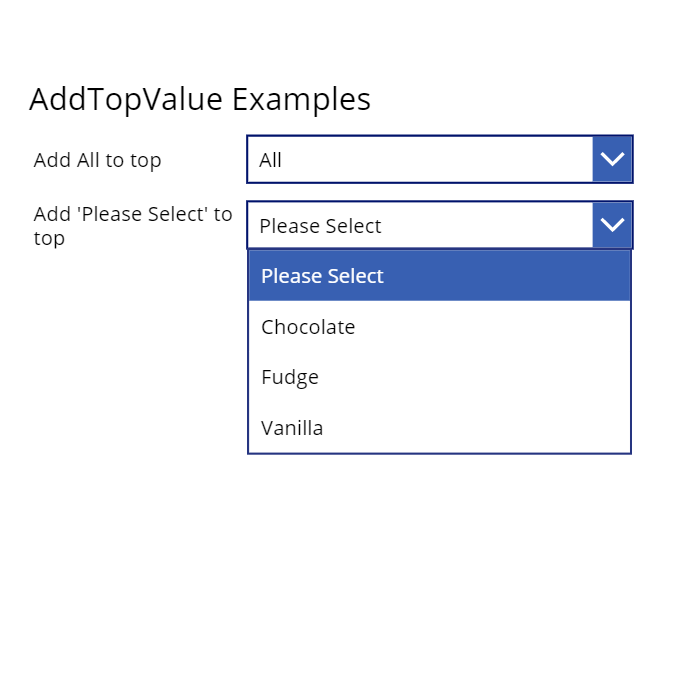 AddTopValue Examples
Add All to top
All
Add 'Please Select' to
top
Please Select
Please Select
Chocolate
Fudge
Vanilla